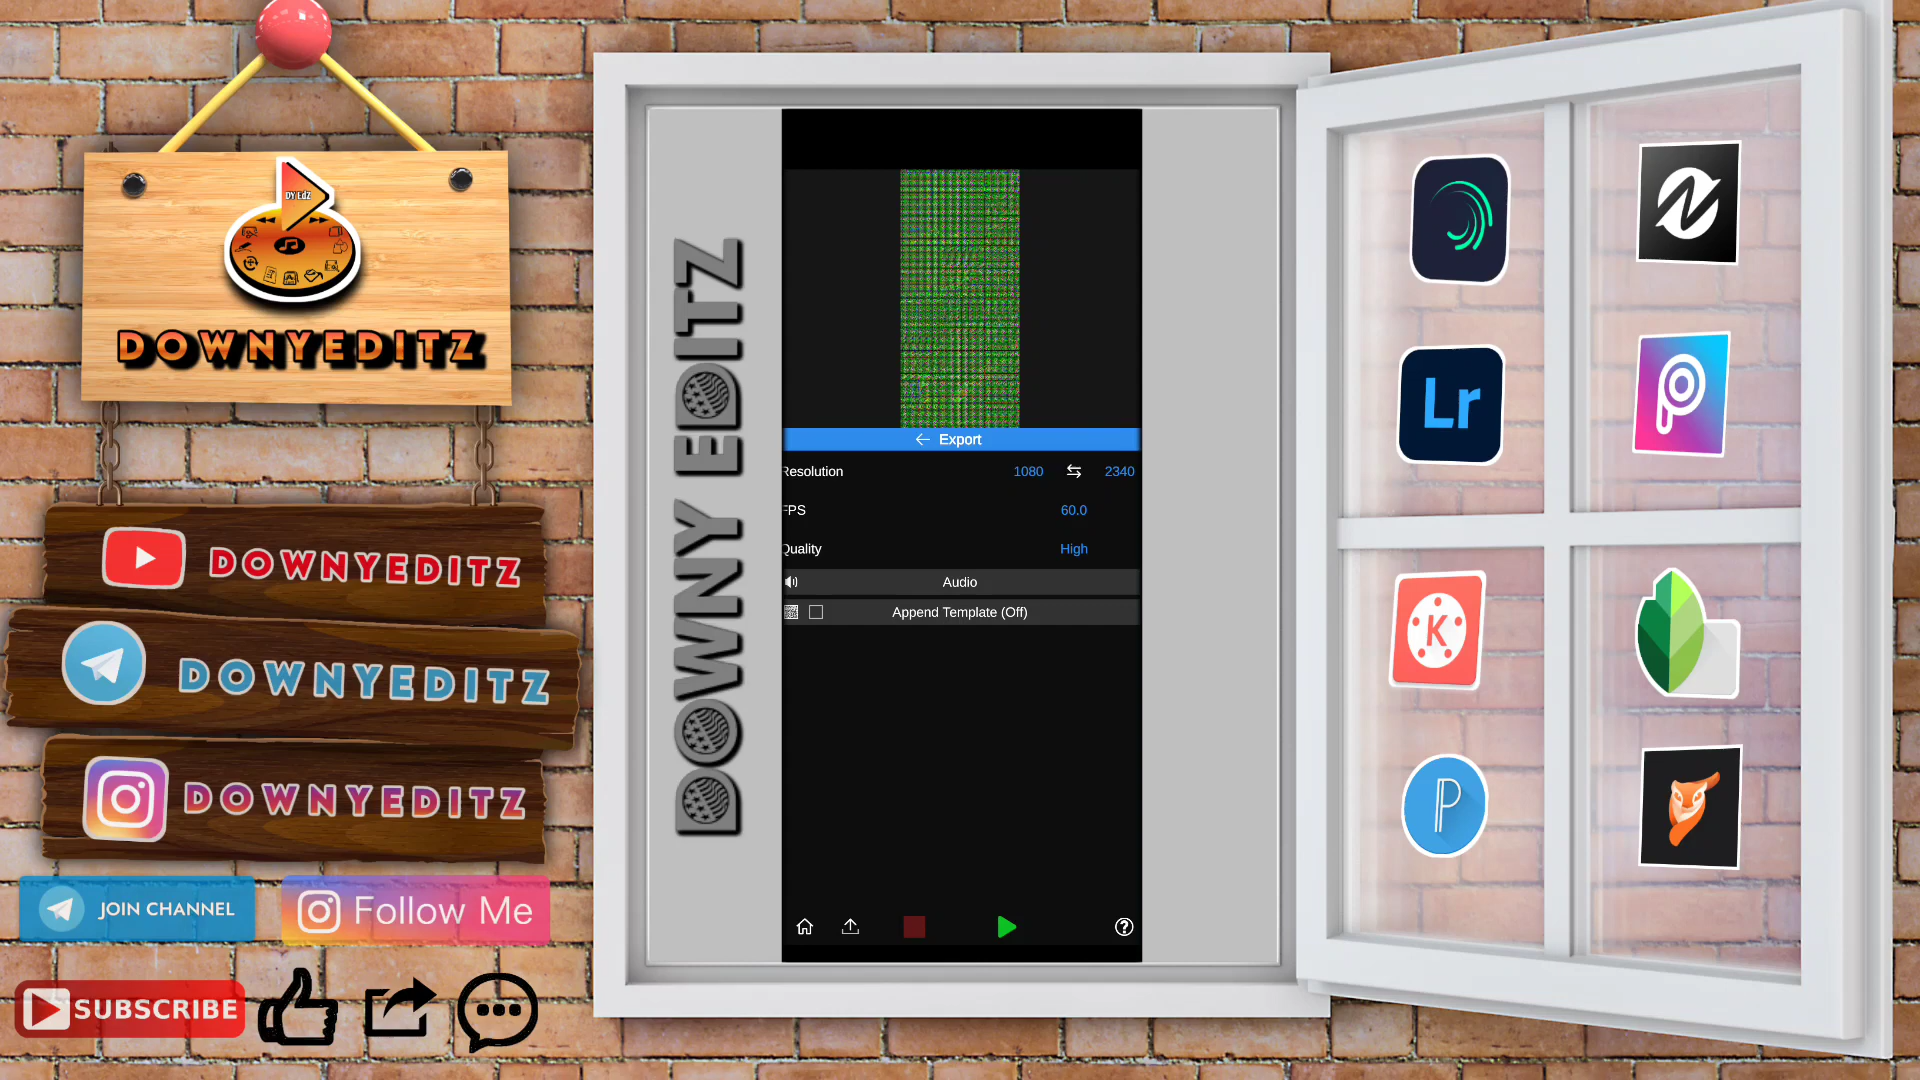 DY EdZ
DOWNYEDITZ
DOWNYEDITZ
DOWNYEDITZ
DOWNYEDITZ
JOIN CHANNEL
Follow Me
SUBSCRIBE
DOWNY EDITZ
← Export
Resolution 1080 ⇆ 2340
FPS 60.0
Quality High
Audio
Append Template (Off)
Lr
K
P